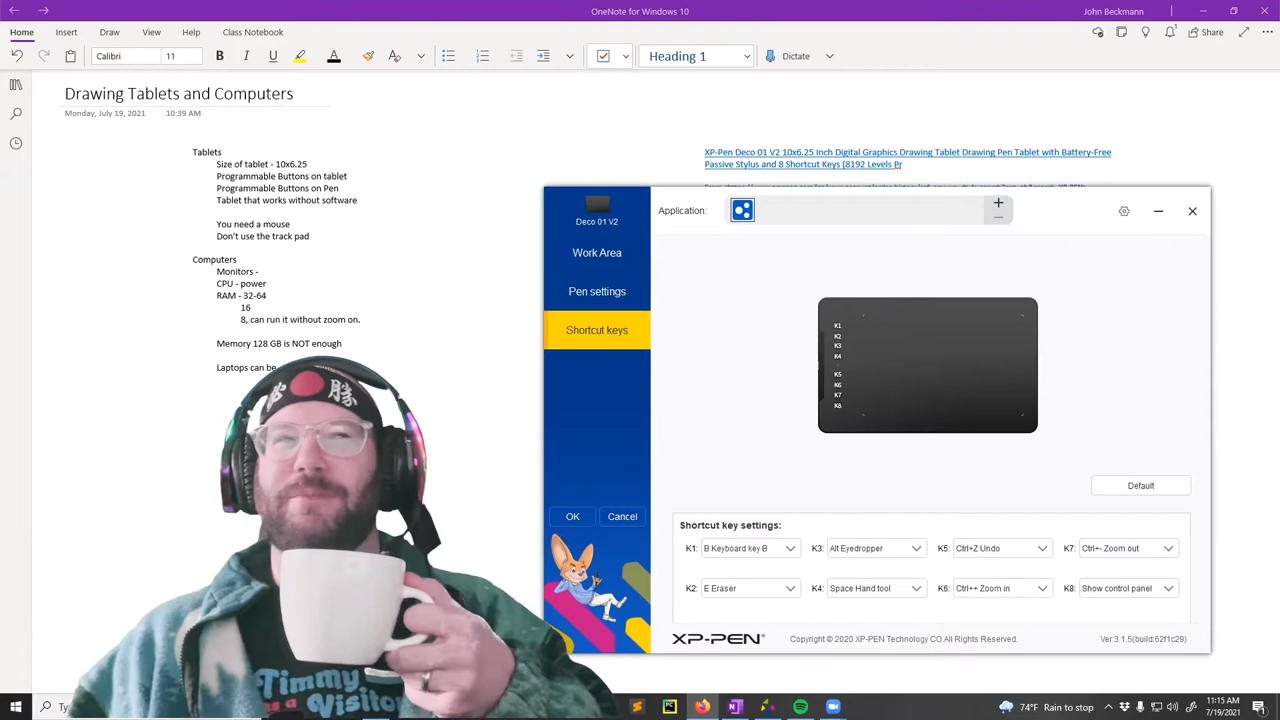 OneNote for Windows 10
John Beckmann
Home
Insert
Draw
View
Help
Class Notebook
Share
Calibri
11
B
I
U
A
Heading 1
Dictate
Drawing Tablets and Computers
Monday, July 19, 2021
10:39 AM
Tablets
Size of tablet - 10x6.25
Programmable Buttons on tablet
Programmable Buttons on Pen
Tablet that works without software
You need a mouse
Don't use the track pad
Computers
Monitors -
CPU - power
RAM - 32-64
16
8, can run it without zoom on.
Memory 128 GB is NOT enough
Laptops can be
XP-Pen Deco 01 V2 10x6.25 Inch Digital Graphics Drawing Tablet Drawing Pen Tablet with Battery-Free
Passive Stylus and 8 Shortcut Keys (8192 Levels Pr
Deco 01 V2
Application:
Work Area
Pen settings
Shortcut keys
OK
Cancel
K1
K2
K3
K4
K5
K6
K7
K8
Default
Shortcut key settings:
K1: B Keyboard key B
K3: Alt Eyedropper
K5: Ctrl+Z Undo
K7: Ctrl+- Zoom out
K2: E Eraser
K4: Space Hand tool
K6: Ctrl++ Zoom in
K8: Show control panel
XP-PEN®
Copyright © 2020 XP-PEN Technology CO.All Rights Reserved.
Ver:3.1.5(build:62f1c29)
勝
Timmy
is a
Visitor
Ty
74°F Rain to stop
11:15 AM
7/19/2021
1